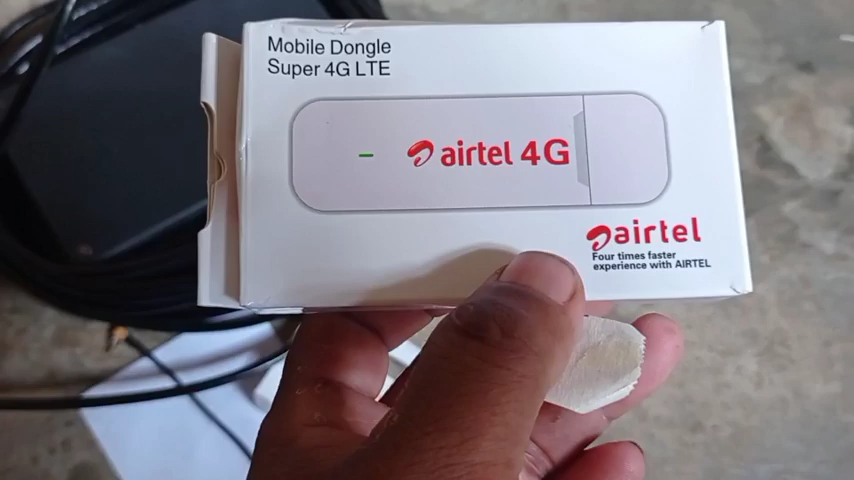 Mobile Dongle
Super 4G LTE
airtel 4G
airtel
Four times faster
experience with AIRTEL